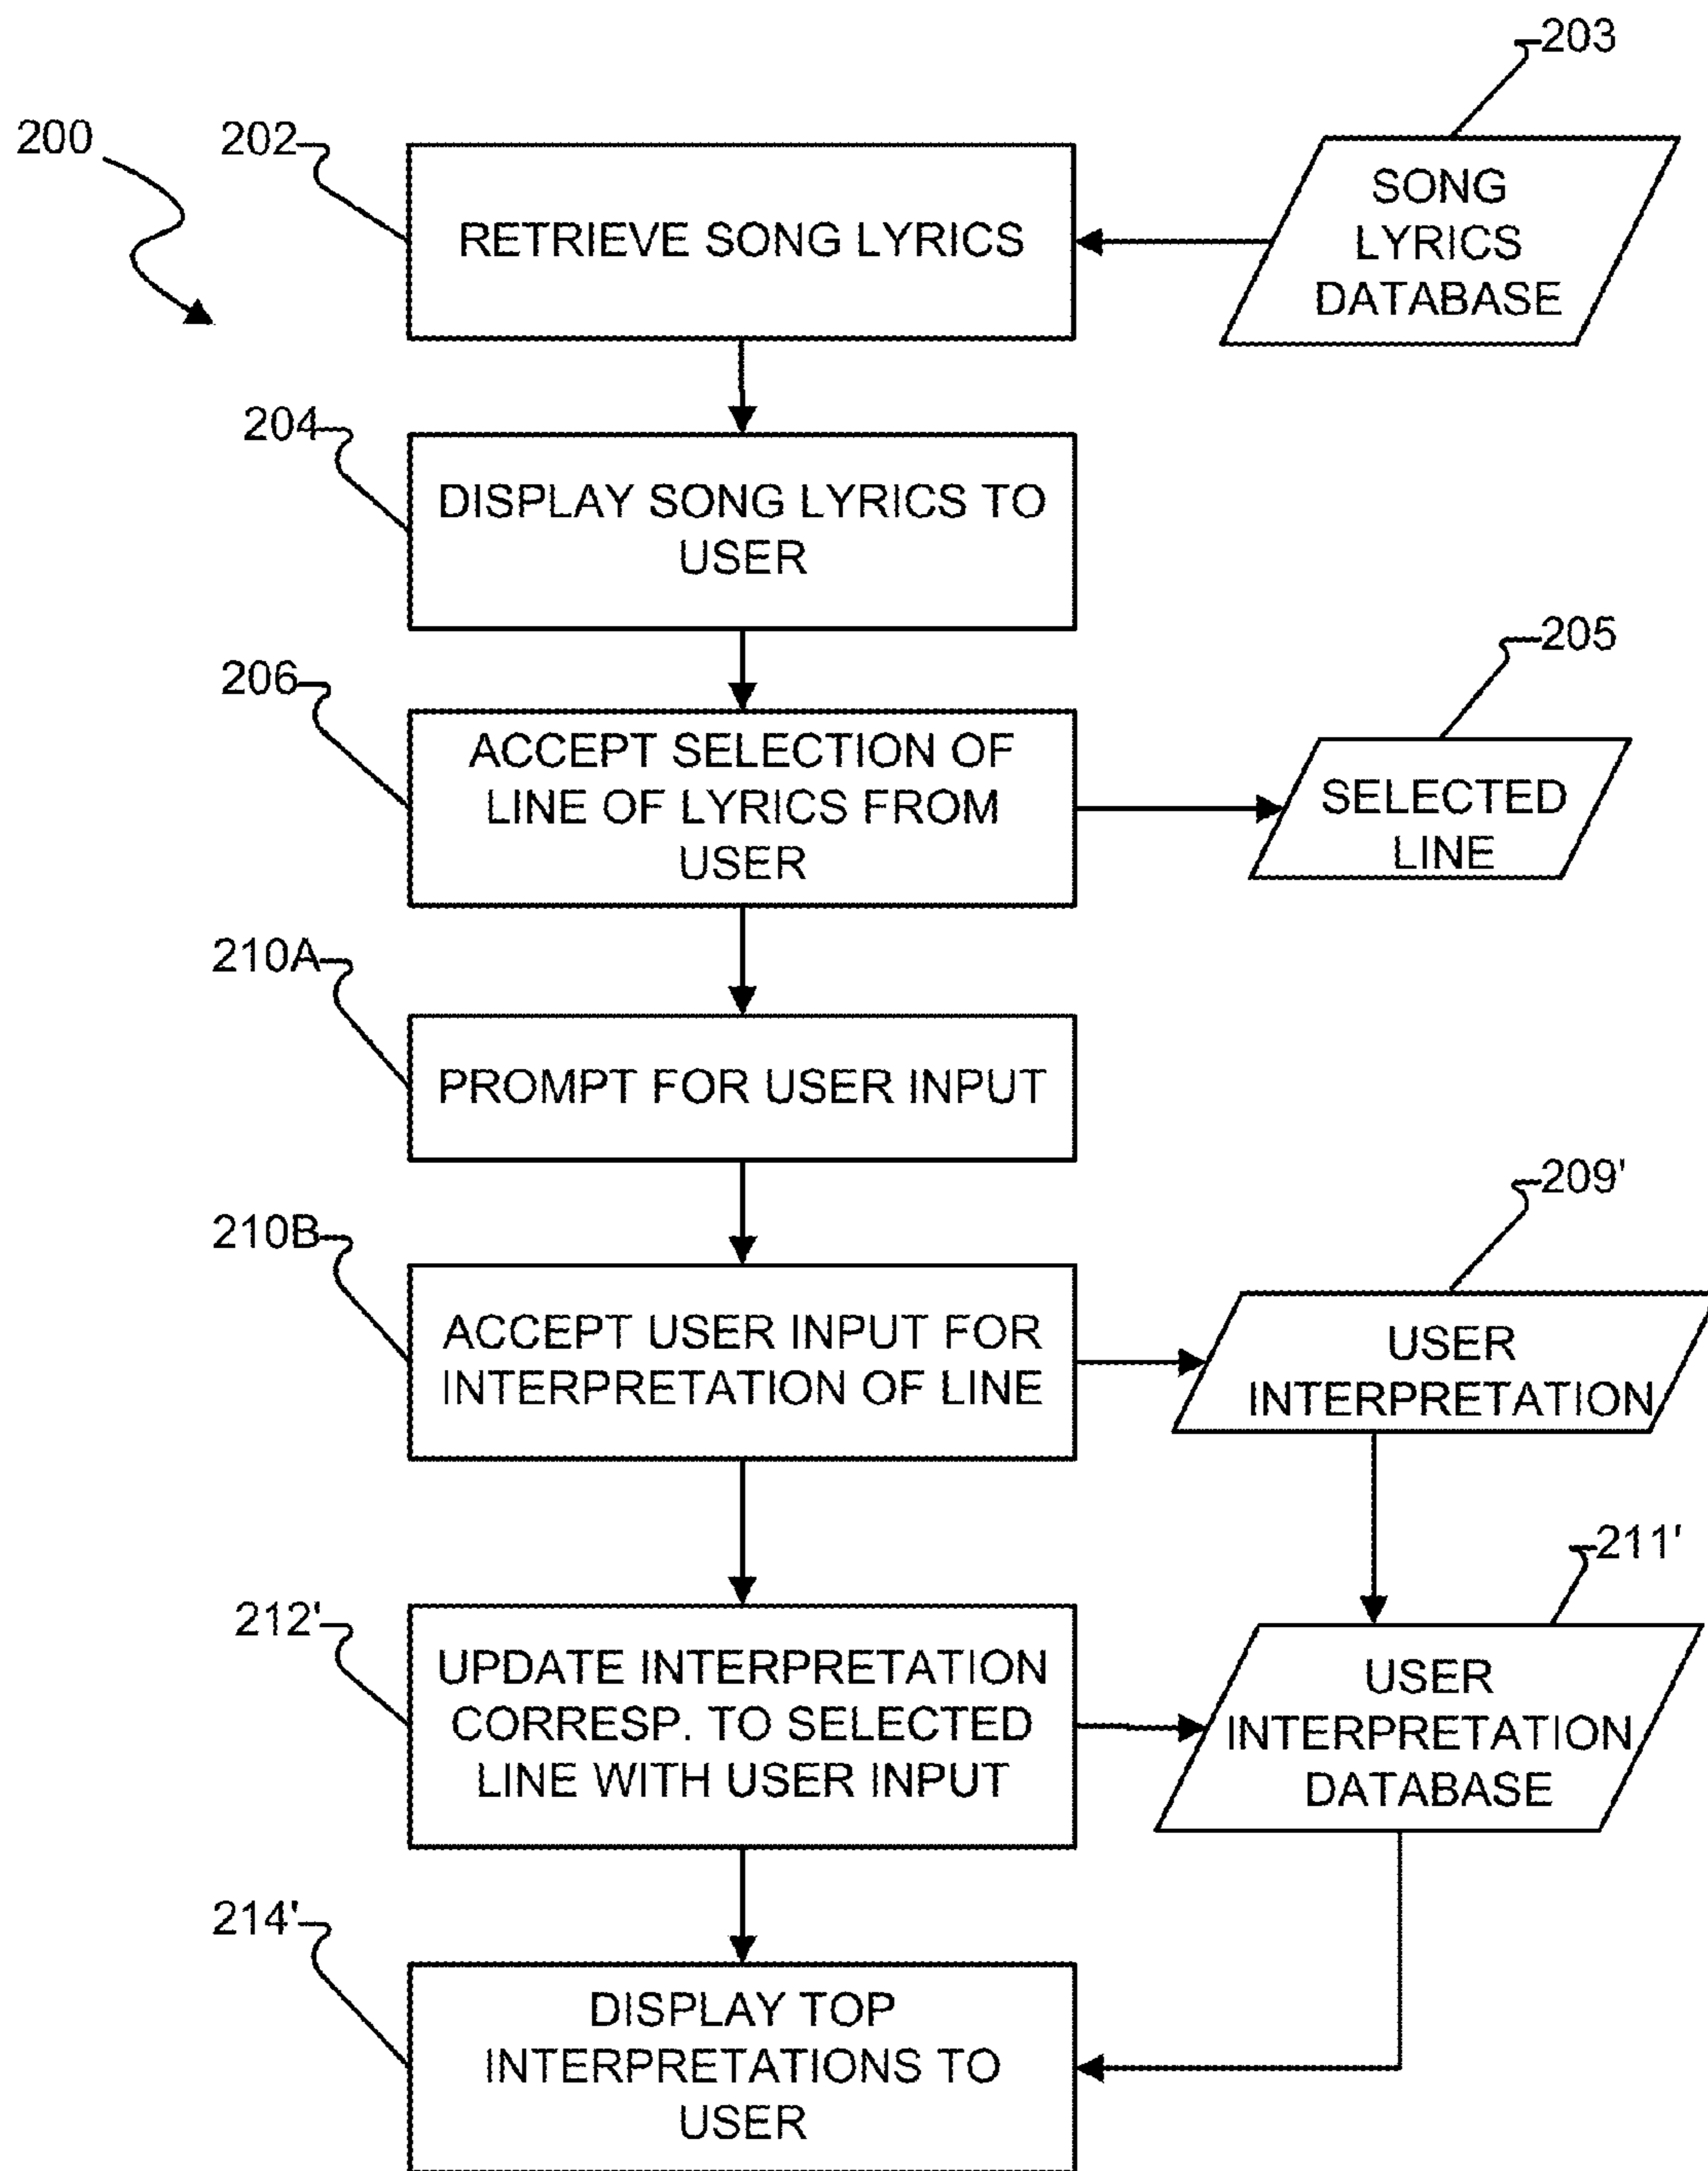 200
202
RETRIEVE SONG LYRICS
203
SONG
LYRICS
DATABASE
204
DISPLAY SONG LYRICS TO
USER
206
ACCEPT SELECTION OF
LINE OF LYRICS FROM
USER
205
SELECTED
LINE
210A
PROMPT FOR USER INPUT
210B
ACCEPT USER INPUT FOR
INTERPRETATION OF LINE
209'
USER
INTERPRETATION
212'
UPDATE INTERPRETATION
CORRESP. TO SELECTED
LINE WITH USER INPUT
211'
USER
INTERPRETATION
DATABASE
214'
DISPLAY TOP
INTERPRETATIONS TO
USER